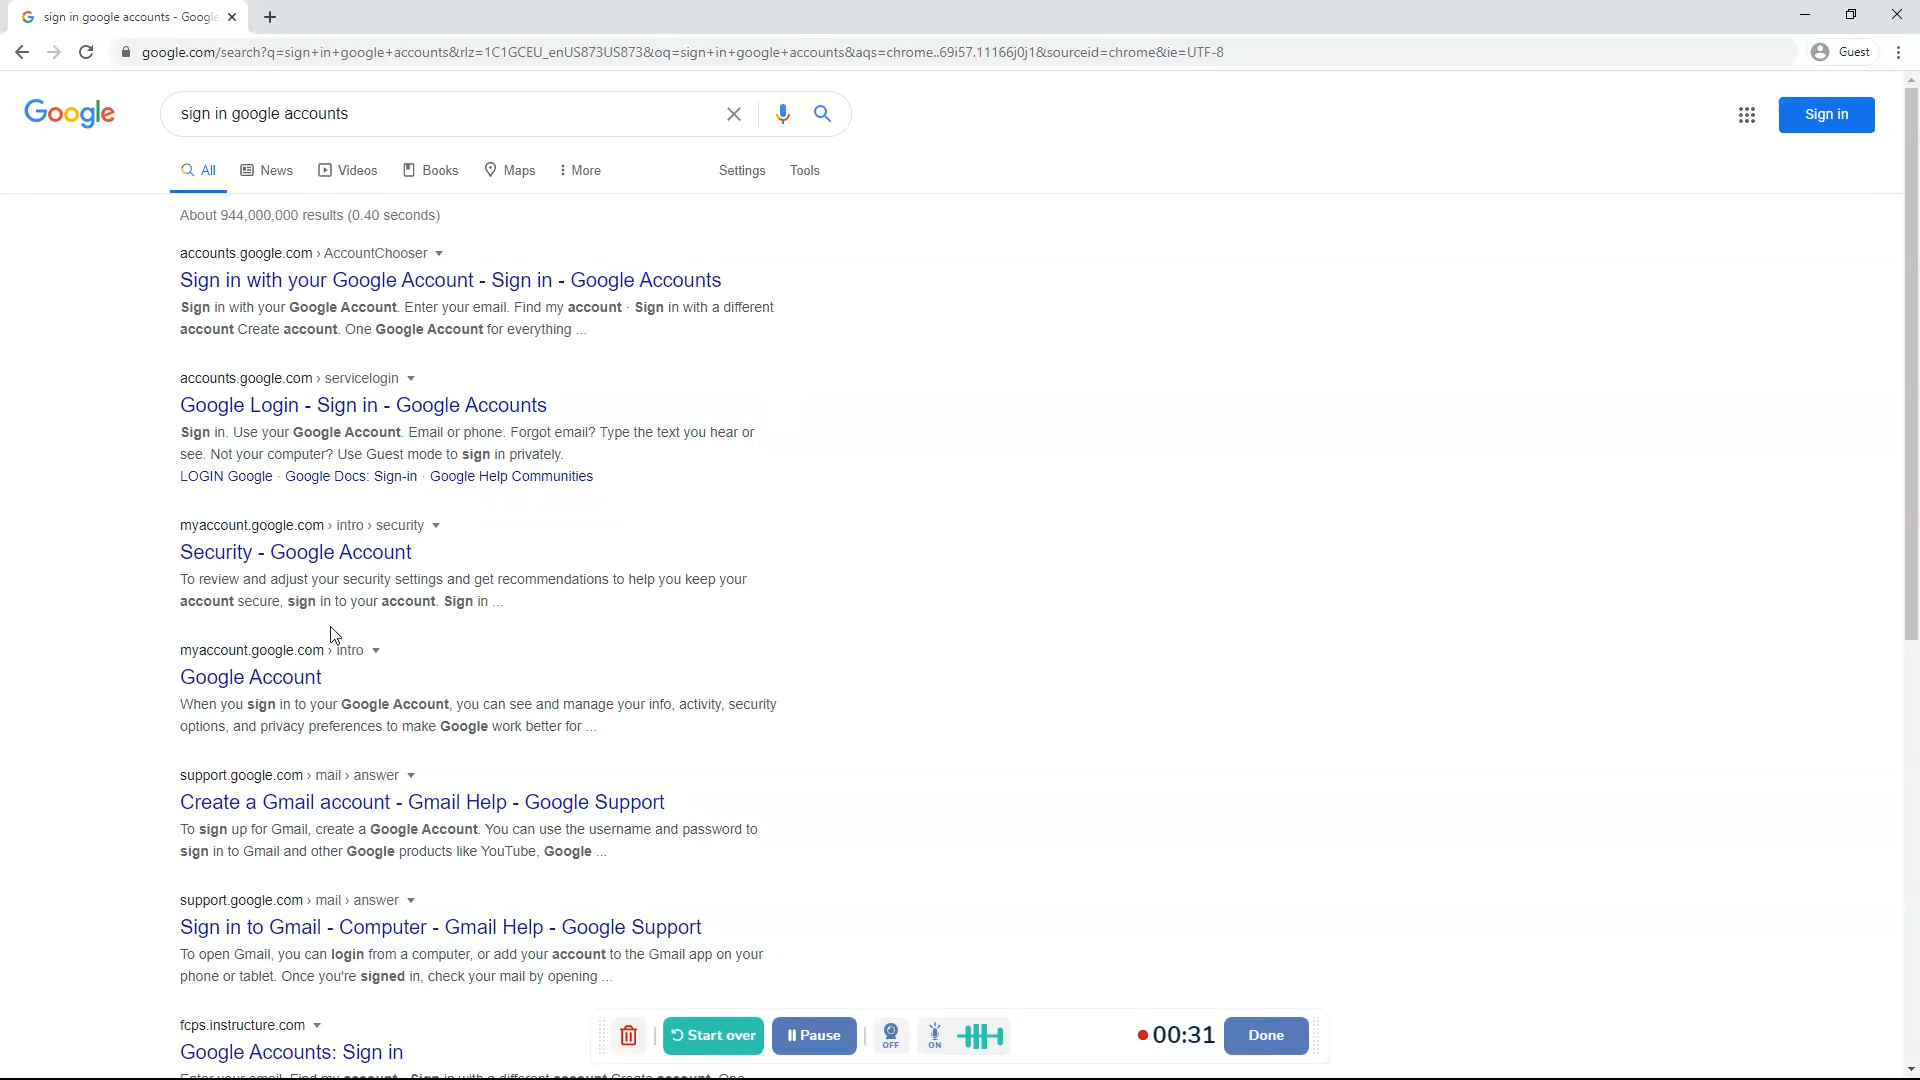 sign in google accounts - Google
google.com/search?q=sign+in+google+accounts&rlz=1C1GCEU_enUS873US873&oq=sign+in+google+accounts&aqs=chrome..69i57.11166j0j1&sourceid=chrome&ie=UTF-8
Guest
Google
sign in google accounts
Sign in
All
News
Videos
Books
Maps
More
Settings
Tools
About 944,000,000 results (0.40 seconds)
accounts.google.com › AccountChooser
Sign in with your Google Account - Sign in - Google Accounts
Sign in with your Google Account. Enter your email. Find my account · Sign in with a different
account Create account. One Google Account for everything ...
accounts.google.com › servicelogin
Google Login - Sign in - Google Accounts
Sign in. Use your Google Account. Email or phone. Forgot email? Type the text you hear or
see. Not your computer? Use Guest mode to sign in privately.
LOGIN Google · Google Docs: Sign-in · Google Help Communities
myaccount.google.com › intro › security
Security - Google Account
To review and adjust your security settings and get recommendations to help you keep your
account secure, sign in to your account. Sign in ...
myaccount.google.com › intro
Google Account
When you sign in to your Google Account, you can see and manage your info, activity, security
options, and privacy preferences to make Google work better for ...
support.google.com › mail › answer
Create a Gmail account - Gmail Help - Google Support
To sign up for Gmail, create a Google Account. You can use the username and password to
sign in to Gmail and other Google products like YouTube, Google ...
support.google.com › mail › answer
Sign in to Gmail - Computer - Gmail Help - Google Support
To open Gmail, you can login from a computer, or add your account to the Gmail app on your
phone or tablet. Once you're signed in, check your mail by opening ...
fcps.instructure.com
Google Accounts: Sign in
Enter your email. Find my account · Sign in with a different account Create account. One
Start over
Pause
OFF
ON
00:31
Done